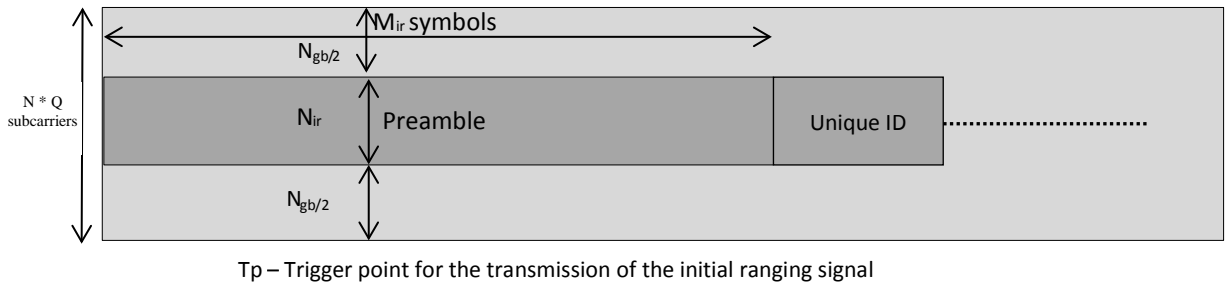 M_ir symbols
N_gb/2
N * Q
subcarriers
N_ir
Preamble
Unique ID
N_gb/2
Tp – Trigger point for the transmission of the initial ranging signal